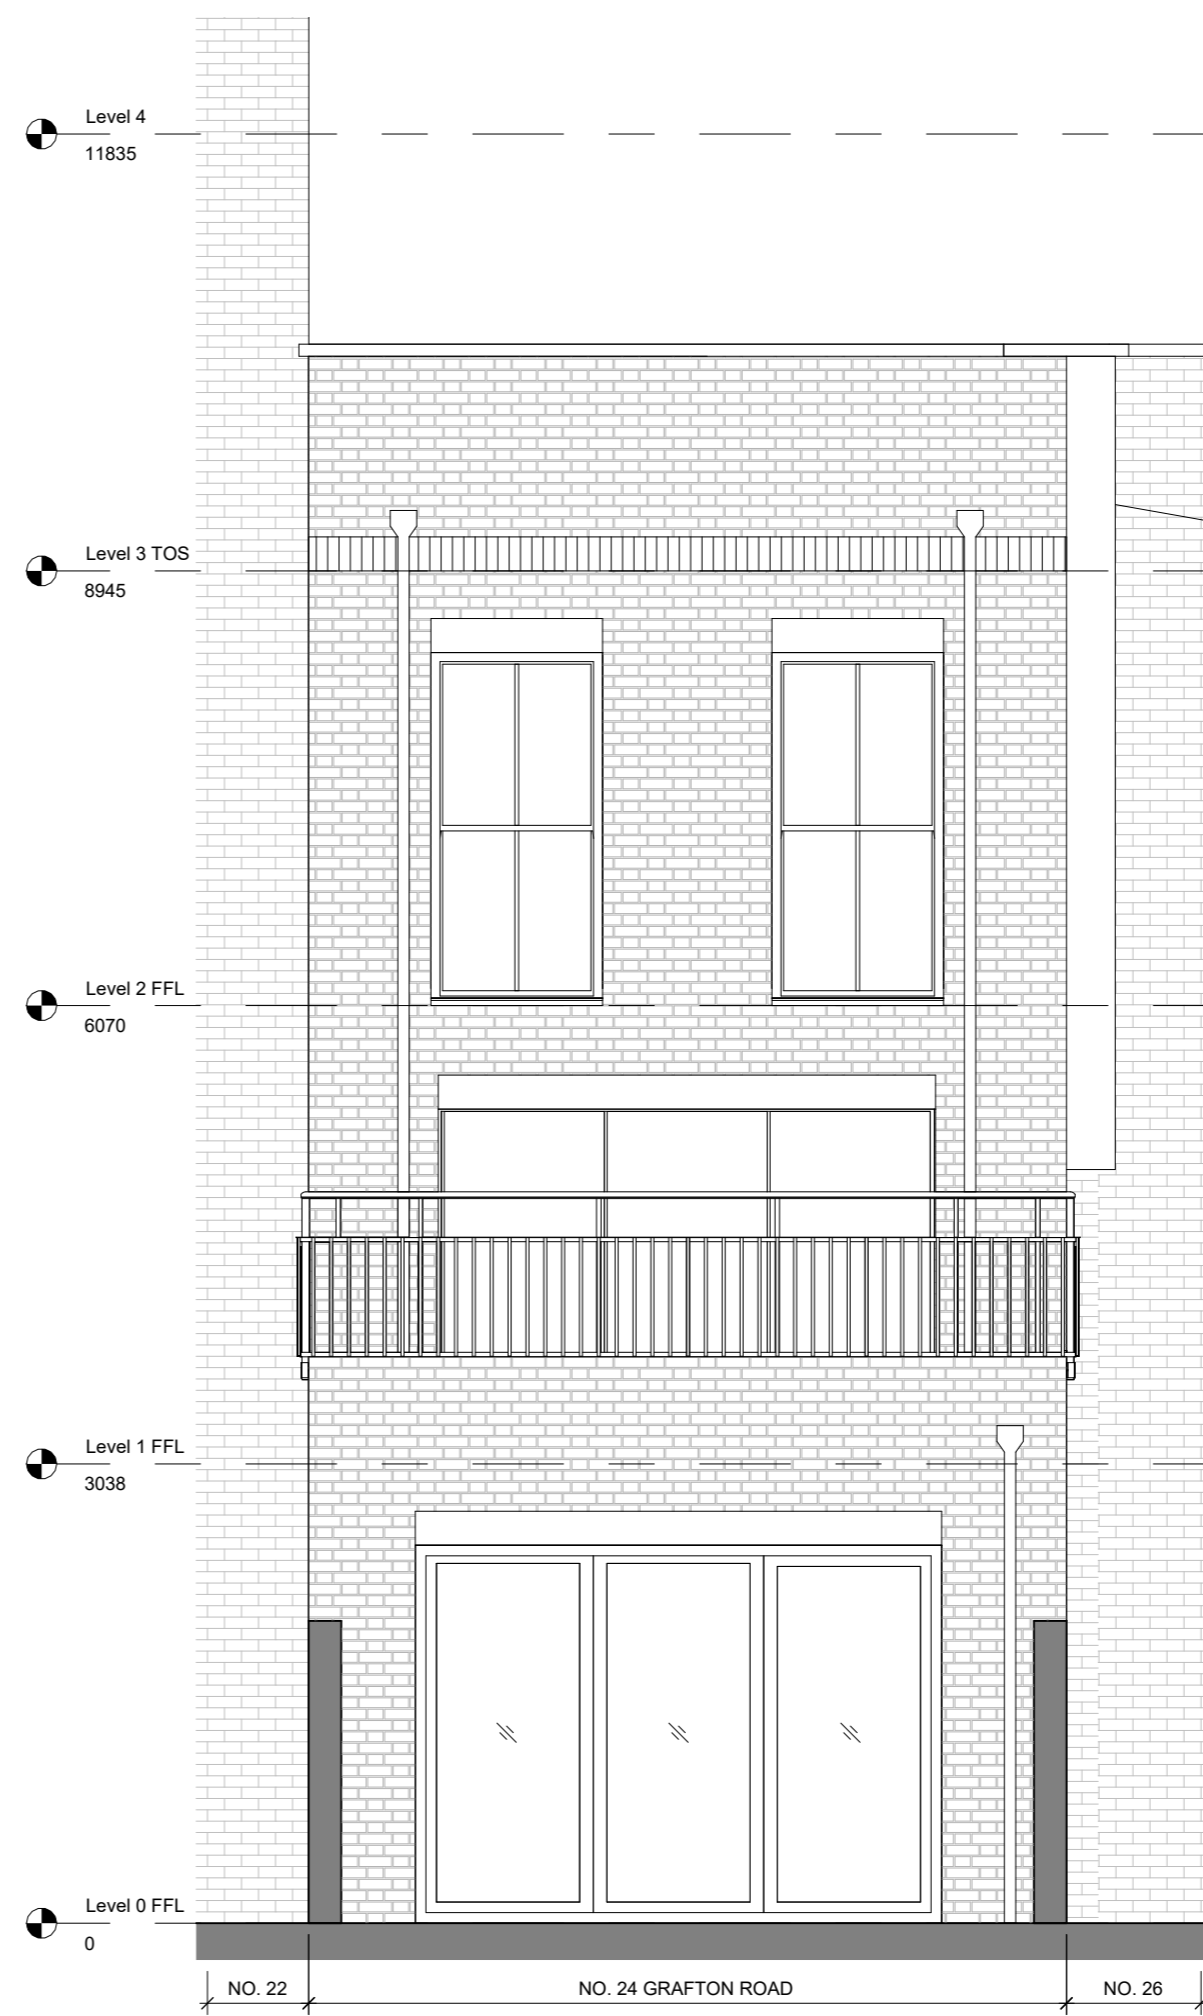 Level 4
11835
Level 3 TOS
8945
Level 2 FFL
6070
Level 1 FFL
3038
Level 0 FFL
0
NO. 22
NO. 24 GRAFTON ROAD
NO. 26